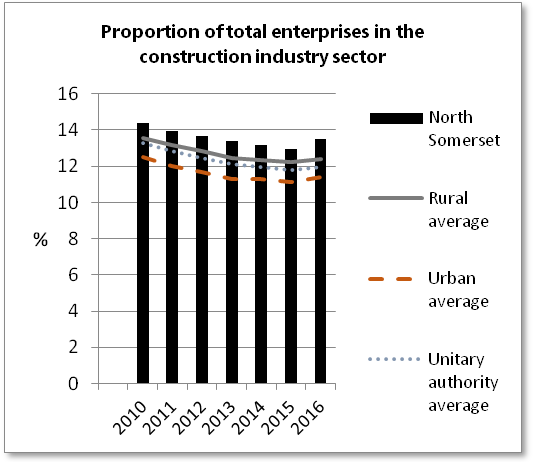 Proportion of total enterprises in the
construction industry sector
16
14
12
10
8
6
4
2
0
%
2010
2011
2012
2013
2014
2015
2016
North
Somerset
Rural
average
Urban
average
Unitary
authority
average